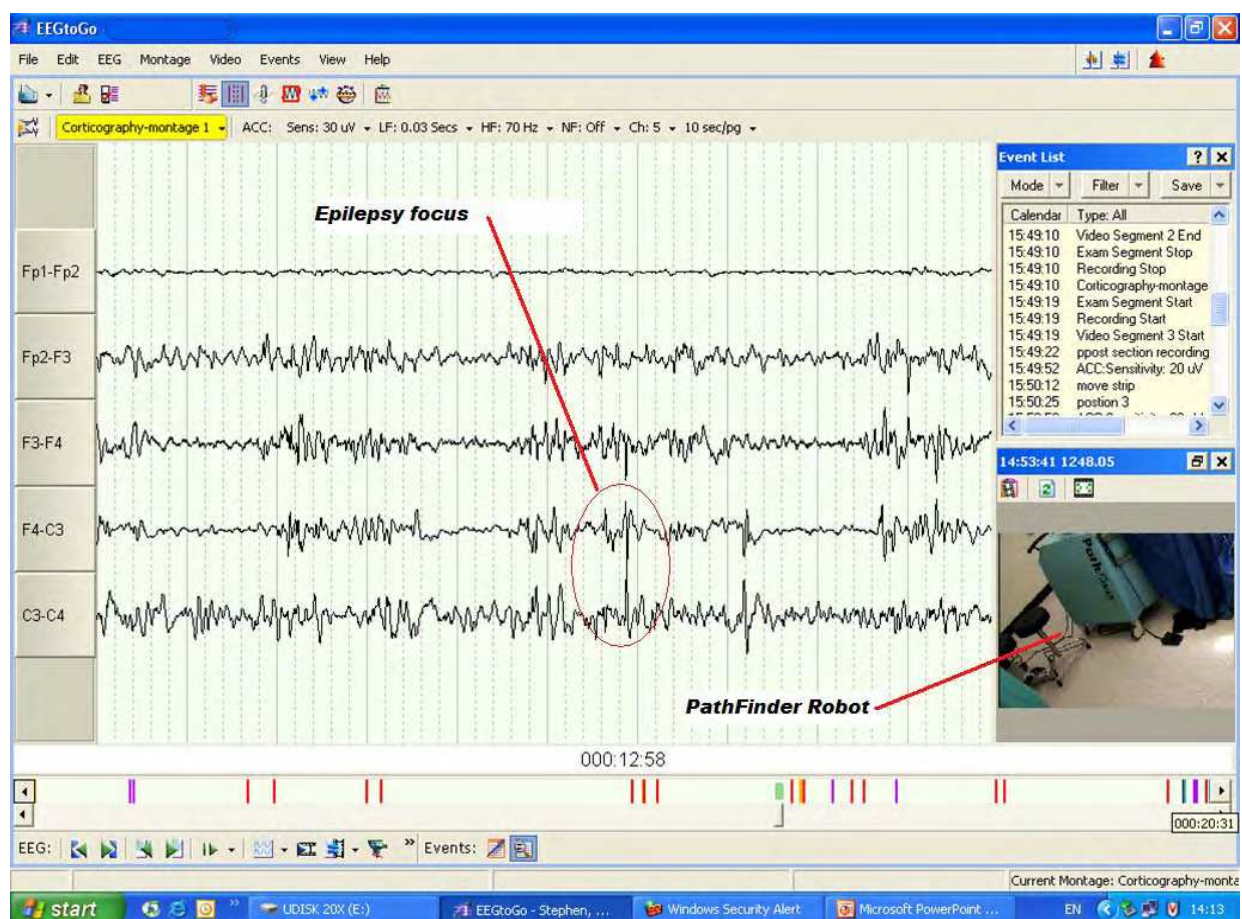 EEGtoGo
File Edit EEG Montage Video Events View Help
Corticography-montage 1 ACC: Sens: 30 uV LF: 0.03 Secs HF: 70 Hz NF: Off Ch: 5 10 sec/pg
Epilepsy focus
Fp1-Fp2
Fp2-F3
F3-F4
F4-C3
C3-C4
Event List
Mode Filter Save
Calendar Type: All
15:49:10 Video Segment 2 End
15:49:10 Exam Segment Stop
15:49:10 Recording Stop
15:49:10 Corticography-montage
15:49:19 Exam Segment Start
15:49:19 Recording Start
15:49:19 Video Segment 3 Start
15:49:22 ppost section recording
15:49:52 ACC:Sensitivity: 20 uV
15:50:12 move strip
15:50:25 postion 3
14:53:41 1248.05
PathFinder
PathFinder Robot
000:12:58
000:20:31
EEG: Events:
Current Montage: Corticography-monta
start UDISK 20X (E:) EEGtoGo - Stephen, ... Windows Security Alert Microsoft PowerPoint ... EN 14:13